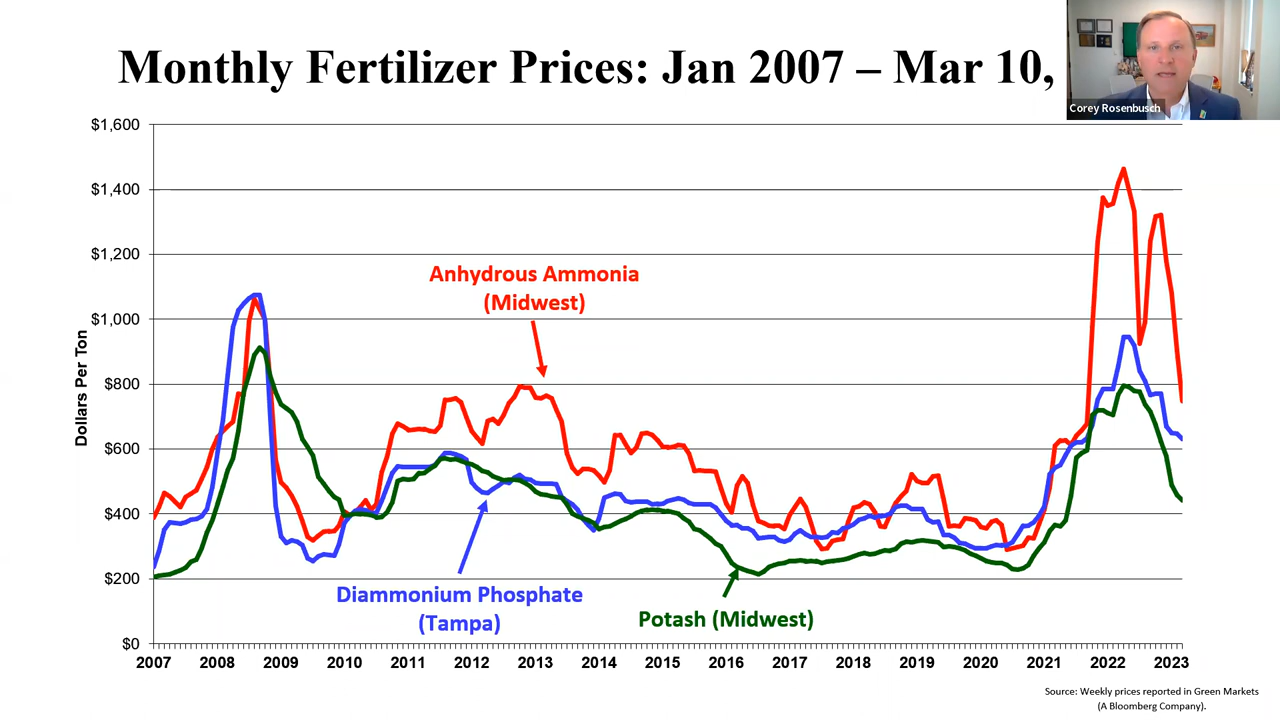 Monthly Fertilizer Prices: Jan 2007 – Mar 10,
Corey Rosenbusch
$1,600
$1,400
$1,200
$1,000
$800
$600
$400
$200
$0
Dollars Per Ton
Anhydrous Ammonia
(Midwest)
Diammonium Phosphate
(Tampa)
Potash (Midwest)
2007 2008 2009 2010 2011 2012 2013 2014 2015 2016 2017 2018 2019 2020 2021 2022 2023
Source: Weekly prices reported in Green Markets
(A Bloomberg Company).